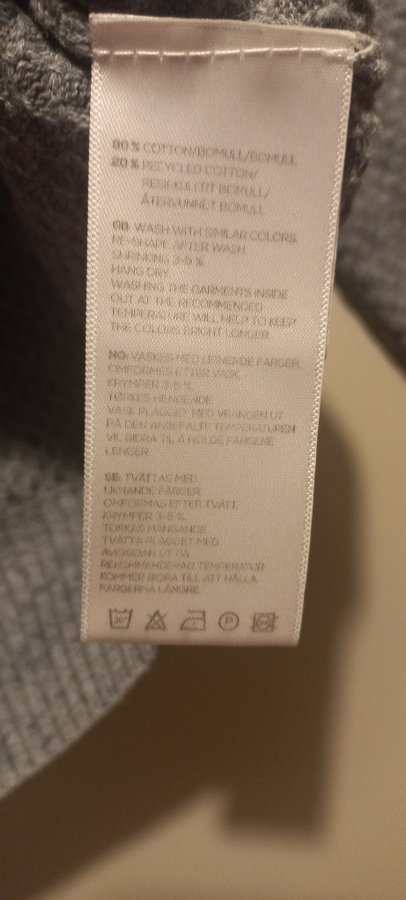 80 % COTTON/BOMULL/BOMULL
20 % RECYCLED COTTON/
RESIRKULERT BOMULL/
ÅTERVUNNET BOMULL
GB: WASH WITH SIMILAR COLORS.
RE-SHAPE AFTER WASH.
SHRINKING 3-5 %.
HANG DRY.
WASHING THE GARMENTS INSIDE
OUT AT THE RECOMMENDED
TEMPERATURE WILL HELP TO KEEP
THE COLORS BRIGHT LONGER.
NO: VASKES MED LIGNENDE FARGER.
OMFORMES ETTER VASK.
KRYMPER 3-5 %.
TØRKES HENGENDE.
VASK PLAGGET MED VRANGEN UT
PÅ DEN ANBEFALTE TEMPERATUREN
VIL BIDRA TIL Å HOLDE FARGENE
LENGER.
SE: TVÄTTAS MED
LIKNANDE FÄRGER.
OMFORMAS EFTER TVÄTT.
KRYMPER 3-5 %.
TORKAS HÄNGANDE.
TVÄTTA PLAGGET MED
AVIGSIDAN UT PÅ
REKOMMENDERAD TEMPERATUR
KOMMER BIDRA TILL ATT HÅLLA
FÄRGERNA LÄNGRE.
30° P